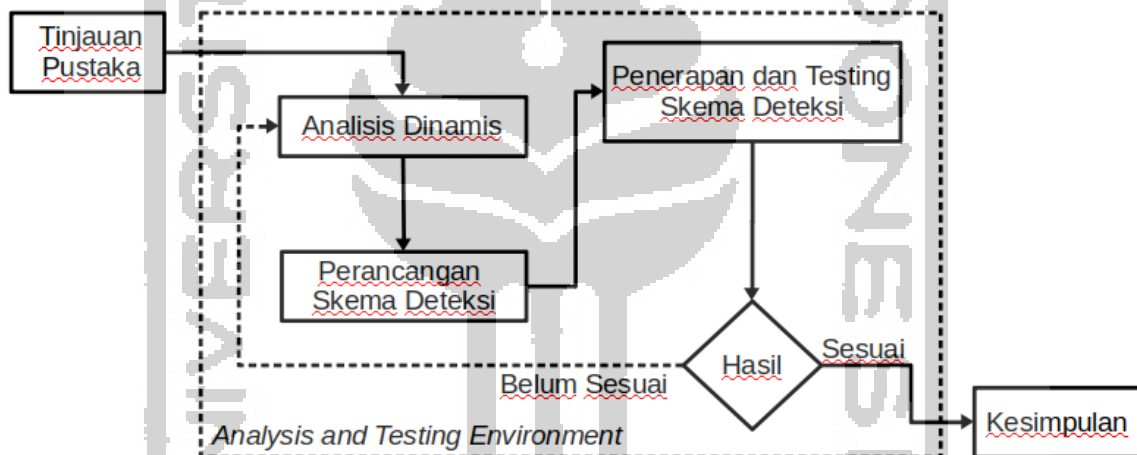 Tinjauan
Pustaka
Analisis Dinamis
Perancangan
Skema Deteksi
Penerapan dan Testing
Skema Deteksi
Hasil
Sesuai
Belum Sesuai
Kesimpulan
Analysis and Testing Environment